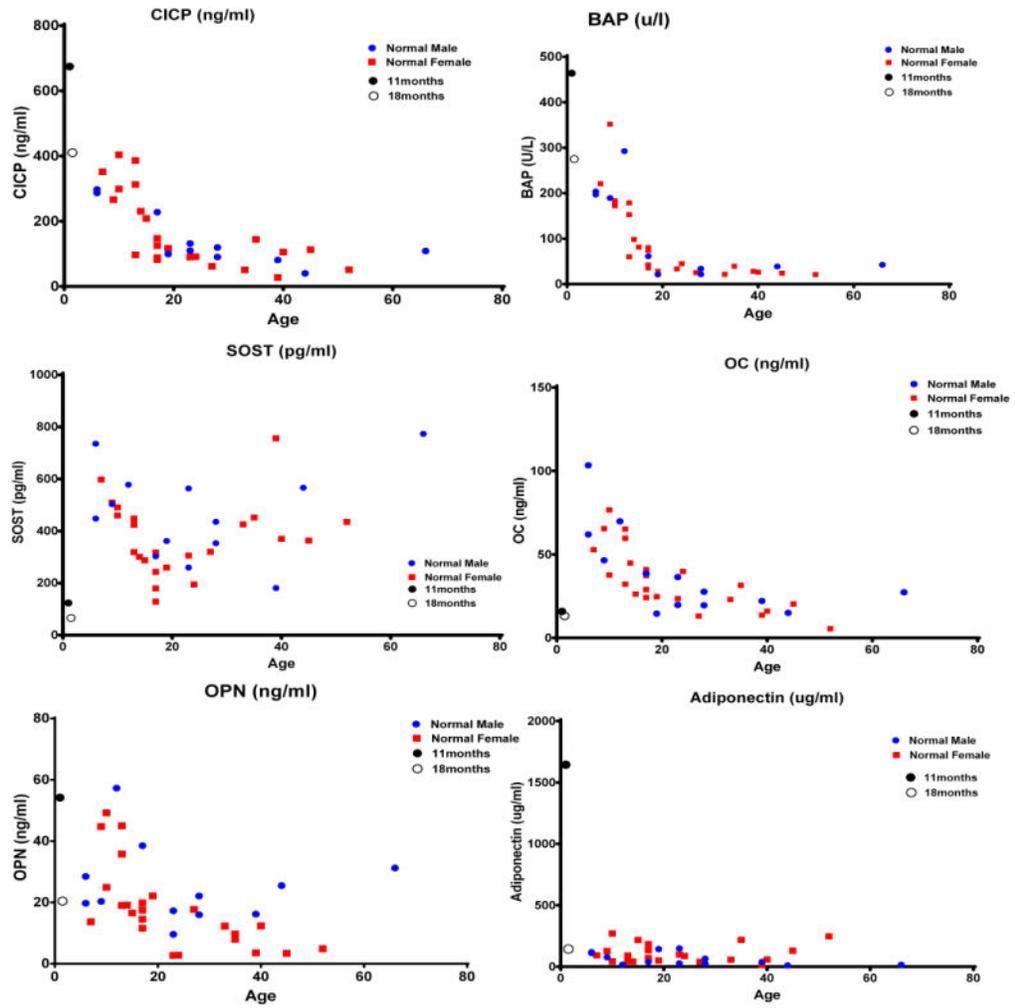 CICP (ng/ml)
800
600
400
200
0
0 20 40 60 80
CICP (ng/ml)
Age
Normal Male
Normal Female
11months
18months
BAP (u/l)
500
400
300
200
100
0
0 20 40 60 80
BAP (U/L)
Age
Normal Male
Normal Female
11months
18months
SOST (pg/ml)
1000
800
600
400
200
0
0 20 40 60 80
SOST (pg/ml)
Age
Normal Male
Normal Female
11months
18months
OC (ng/ml)
150
100
50
0
0 20 40 60 80
OC (ng/ml)
Age
Normal Male
Normal Female
11months
18months
OPN (ng/ml)
80
60
40
20
0
0 20 40 60 80
OPN (ng/ml)
Age
Normal Male
Normal Female
11months
18months
Adiponectin (ug/ml)
2000
1500
1000
500
0
0 20 40 60 80
Adiponectin (ug/ml)
Age
Normal Male
Normal Female
11months
18months